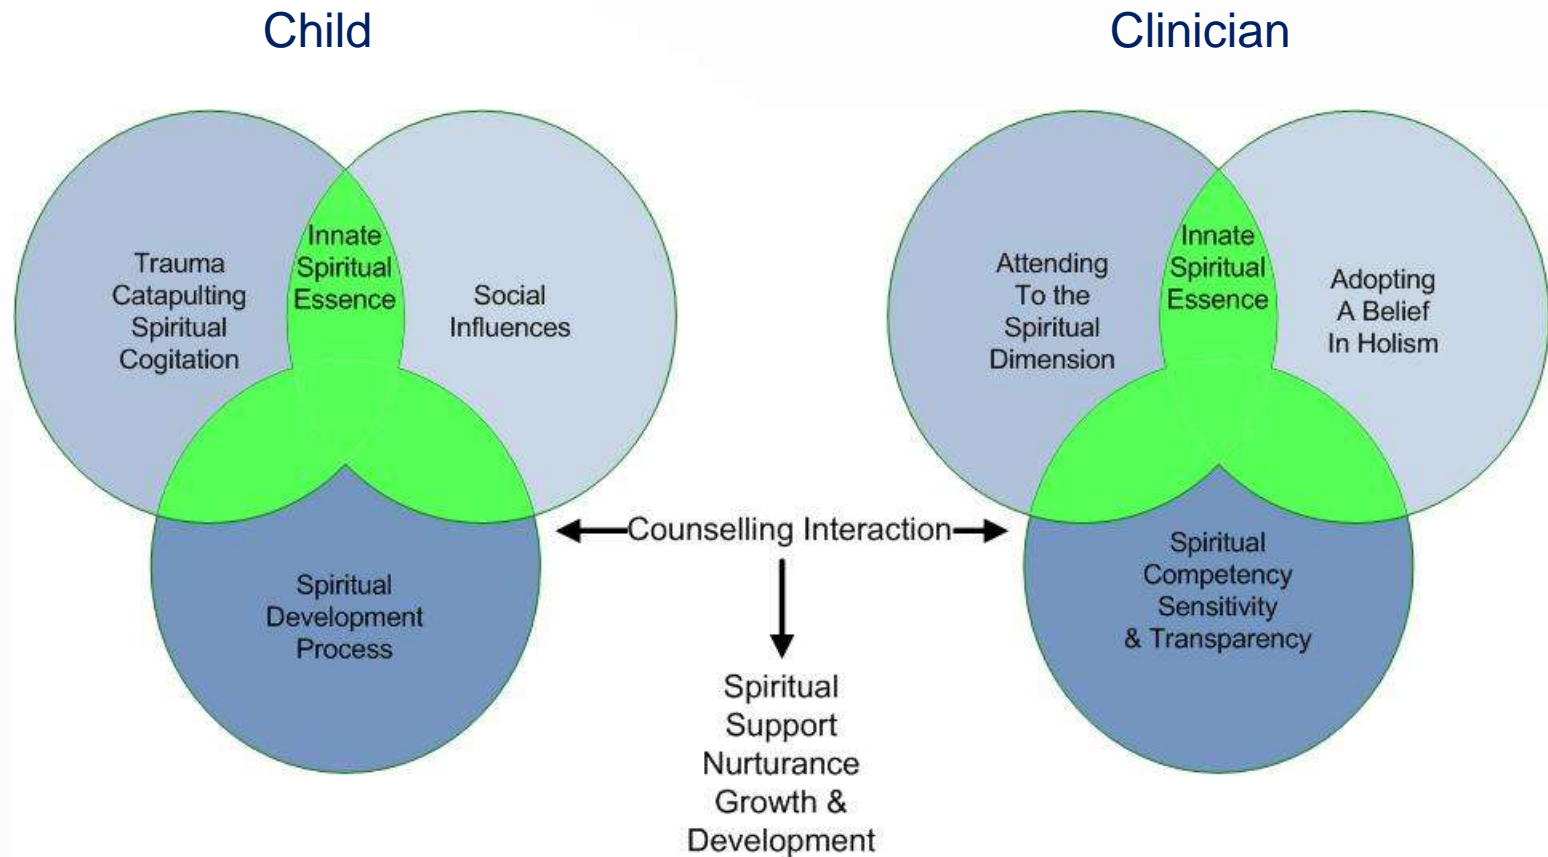 Child
Clinician
Trauma
Catapulting
Spiritual
Cogitation
Innate
Spiritual
Essence
Social
Influences
Spiritual
Development
Process
Attending
To the
Spiritual
Dimension
Innate
Spiritual
Essence
Adopting
A Belief
In Holism
Spiritual
Competency
Sensitivity
& Transparency
Counselling Interaction
Spiritual
Support
Nurturance
Growth &
Development